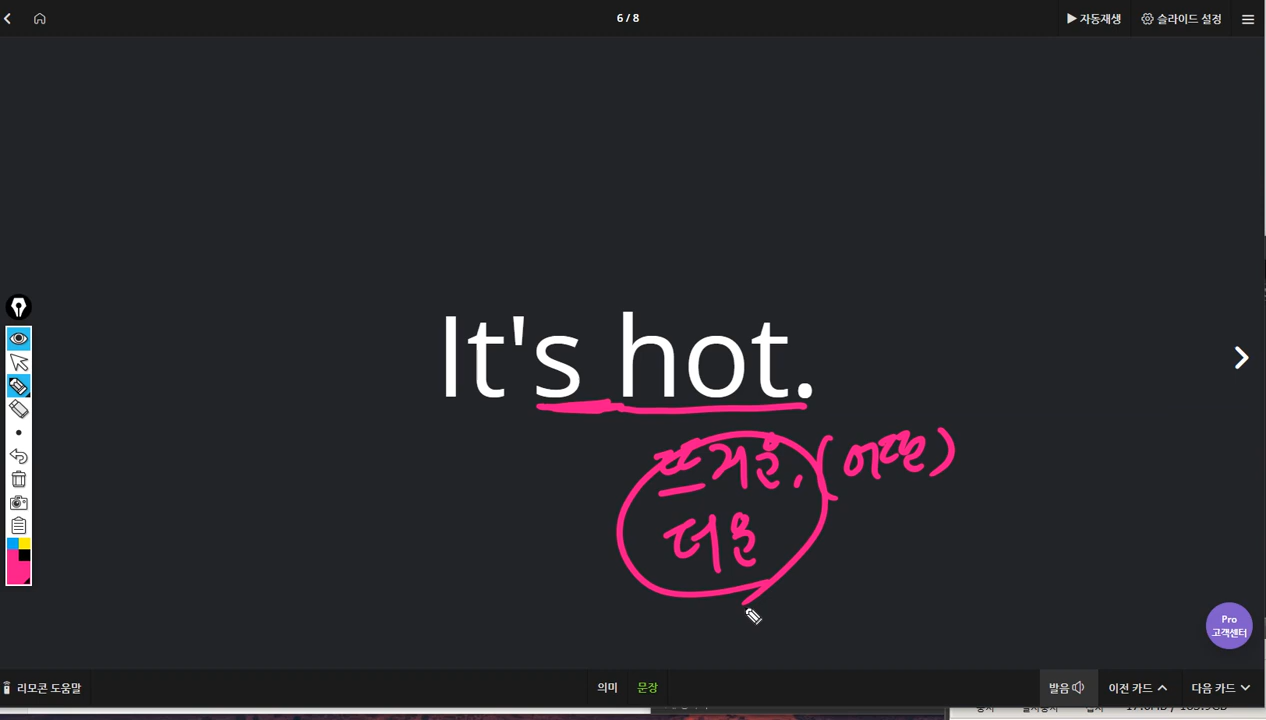 6 / 8
▶ 자동재생
슬라이드 설정
It's hot.
뜨거운, (어떤)
더운
Pro
고객센터
리모콘 도움말
의미
문장
발음
이전 카드
다음 카드